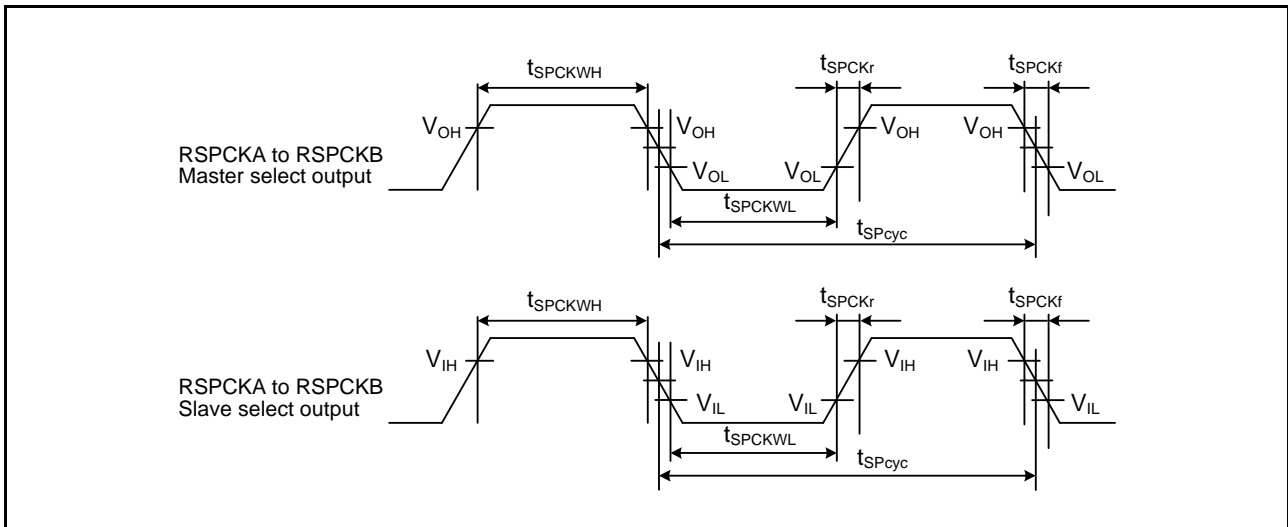 tSPCKWH
tSPCKr
tSPCKf
VOH
VOH
VOH
VOH
RSPCKA to RSPCKB
Master select output
VOL
VOL
VOL
tSPCKWL
tSPcyc
tSPCKWH
tSPCKr
tSPCKf
VIH
VIH
VIH
VIH
RSPCKA to RSPCKB
Slave select output
VIL
VIL
VIL
tSPCKWL
tSPcyc